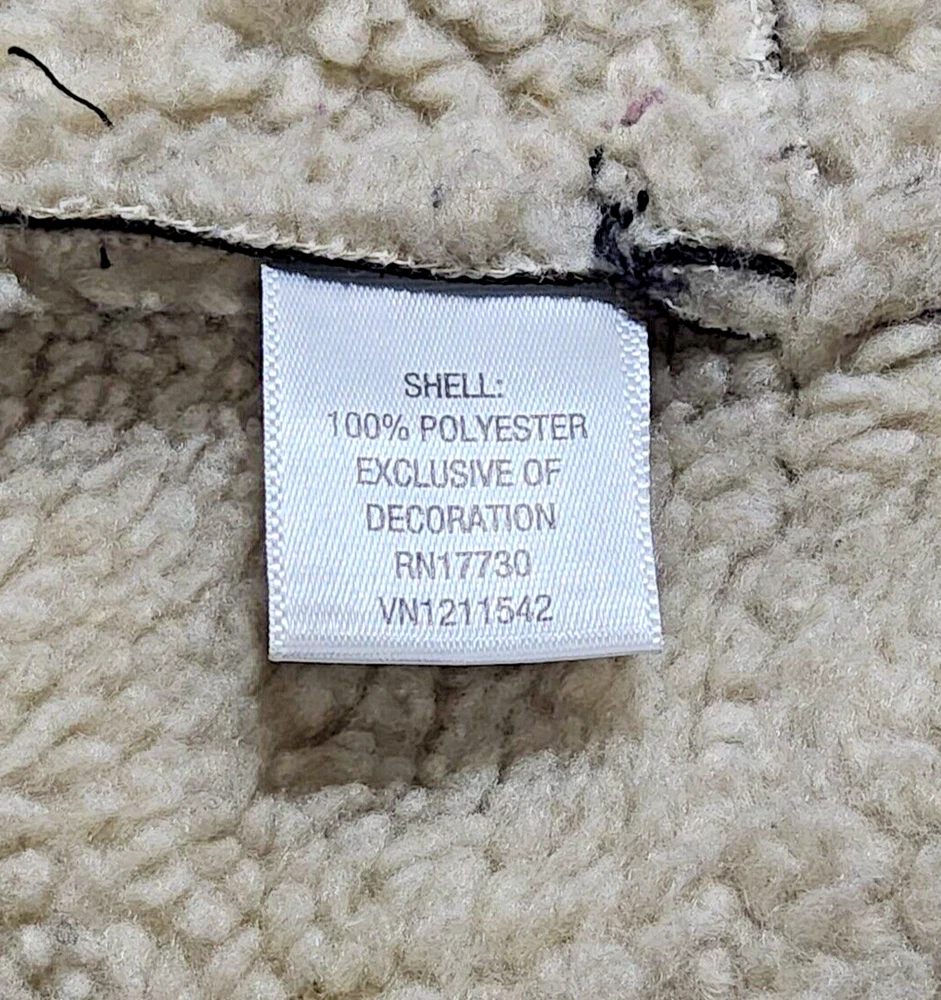 SHELL:
100% POLYESTER
EXCLUSIVE OF
DECORATION
RN17730
VN1211542